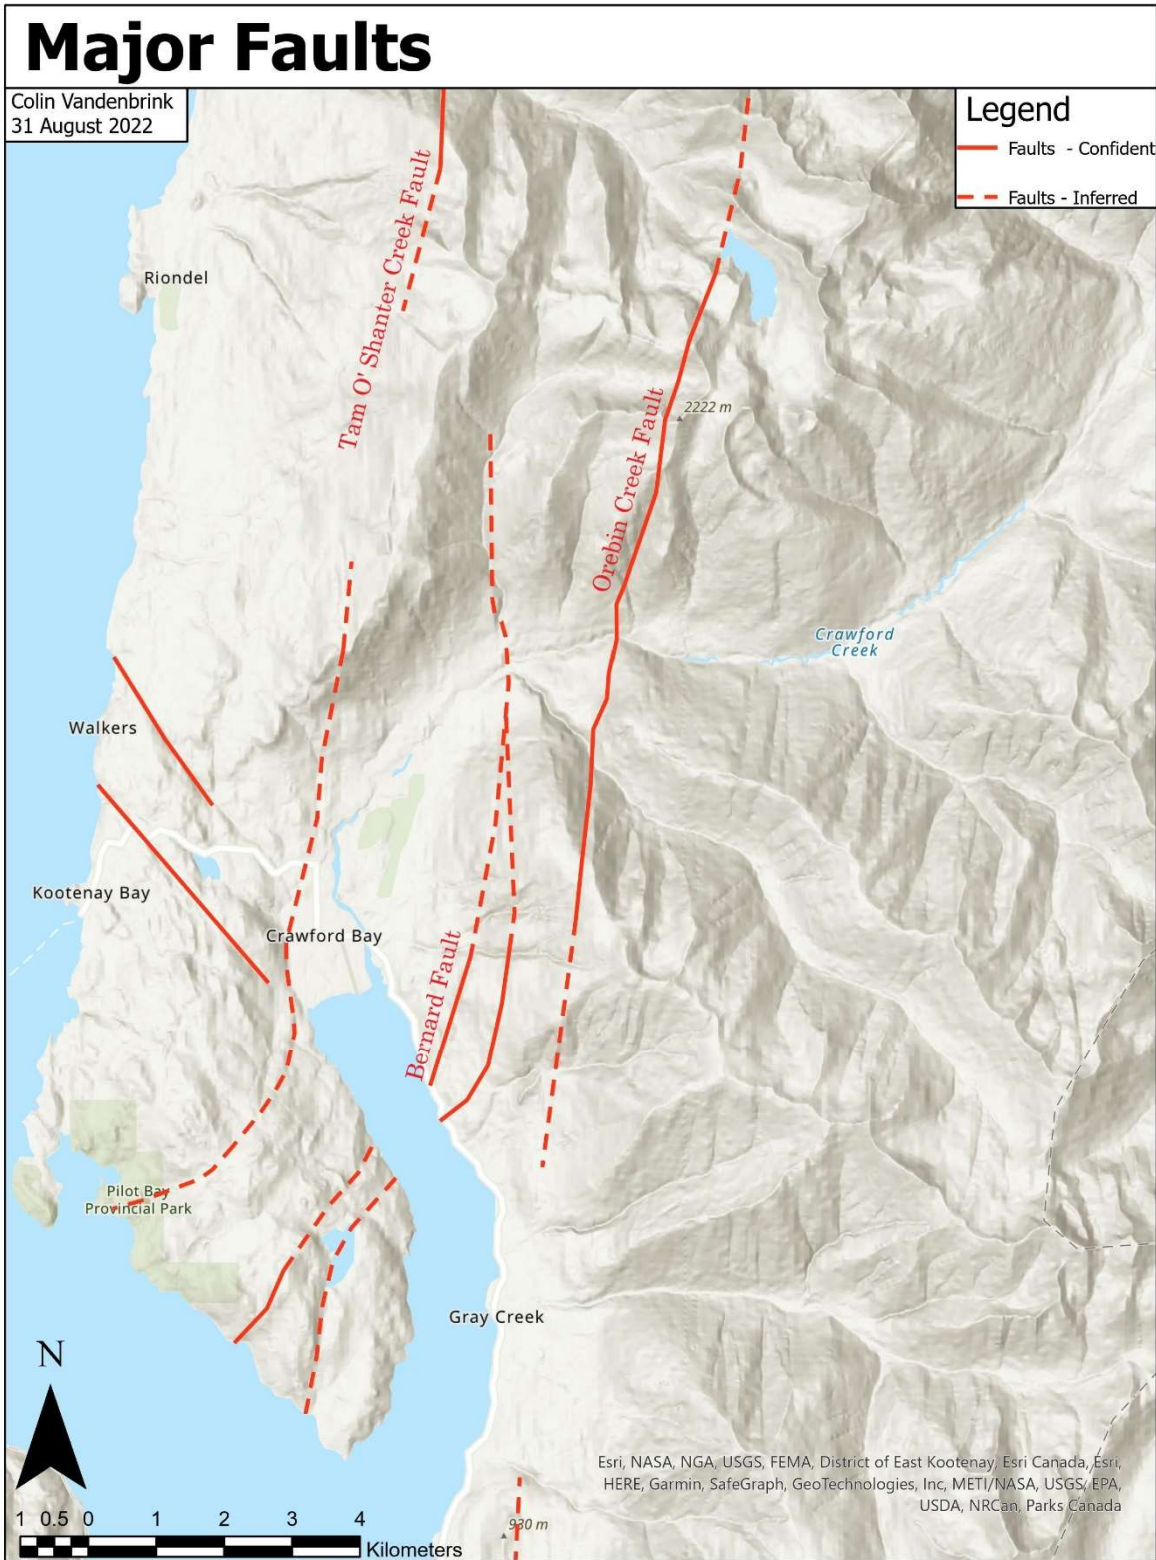 Major Faults
Colin Vandenbrink
31 August 2022
Legend
Faults - Confident
Faults - Inferred
Tam O' Shanter Creek Fault
Riondel
2222 m
Orebin Creek Fault
Crawford
Creek
Walkers
Kootenay Bay
Crawford Bay
Bernard Fault
Pilot Bay
Provincial Park
Gray Creek
N
Esri, NASA, NGA, USGS, FEMA, District of East Kootenay, Esri Canada, Esri,
HERE, Garmin, SafeGraph, GeoTechnologies, Inc, METI/NASA, USGS, EPA,
USDA, NRCan, Parks Canada
930 m
1 0.5 0 1 2 3 4
Kilometers